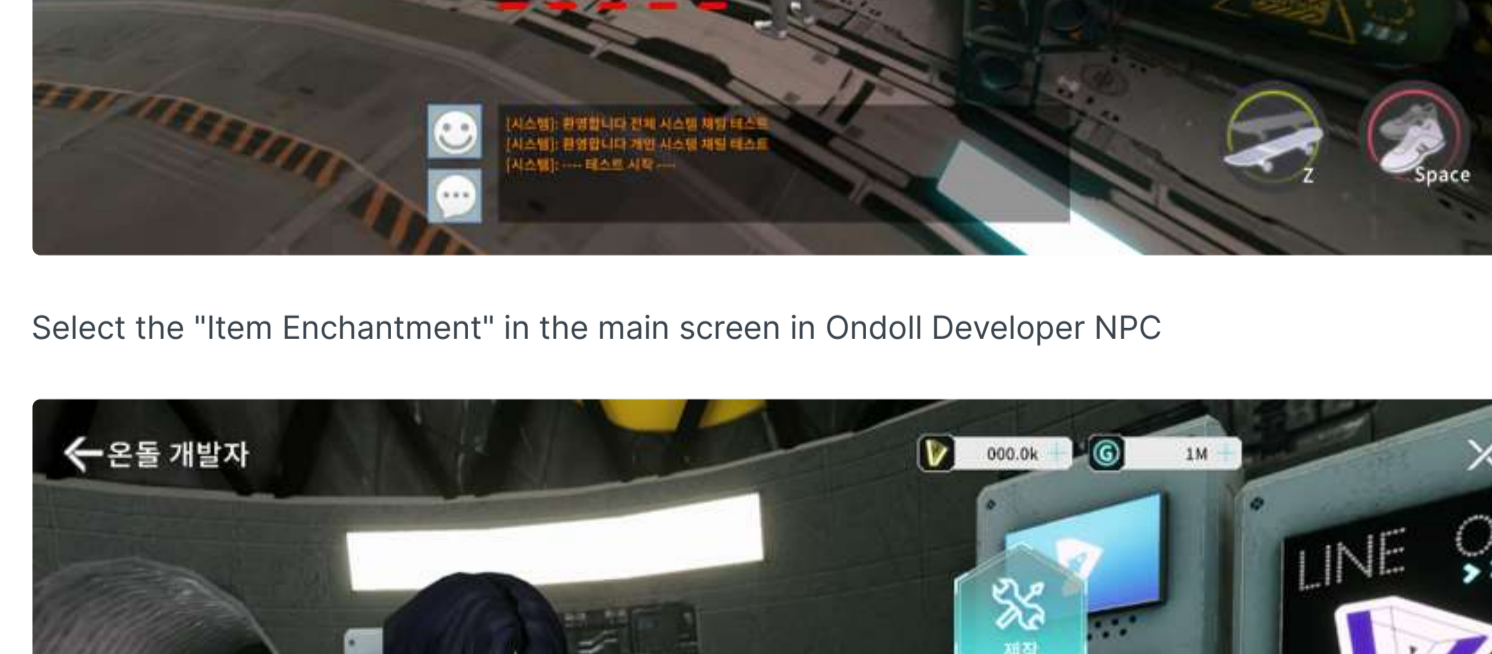 [시스템]: 환영합니다 전체 시스템 채팅 테스트
[시스템]: 환영합니다 개인 시스템 채팅 테스트
[시스템]: ---- 테스트 시작 ----
Z
Space
Select the "Item Enchantment" in the main screen in Ondoll Developer NPC
온돌 개발자
000.0k
1M
LINE
제작